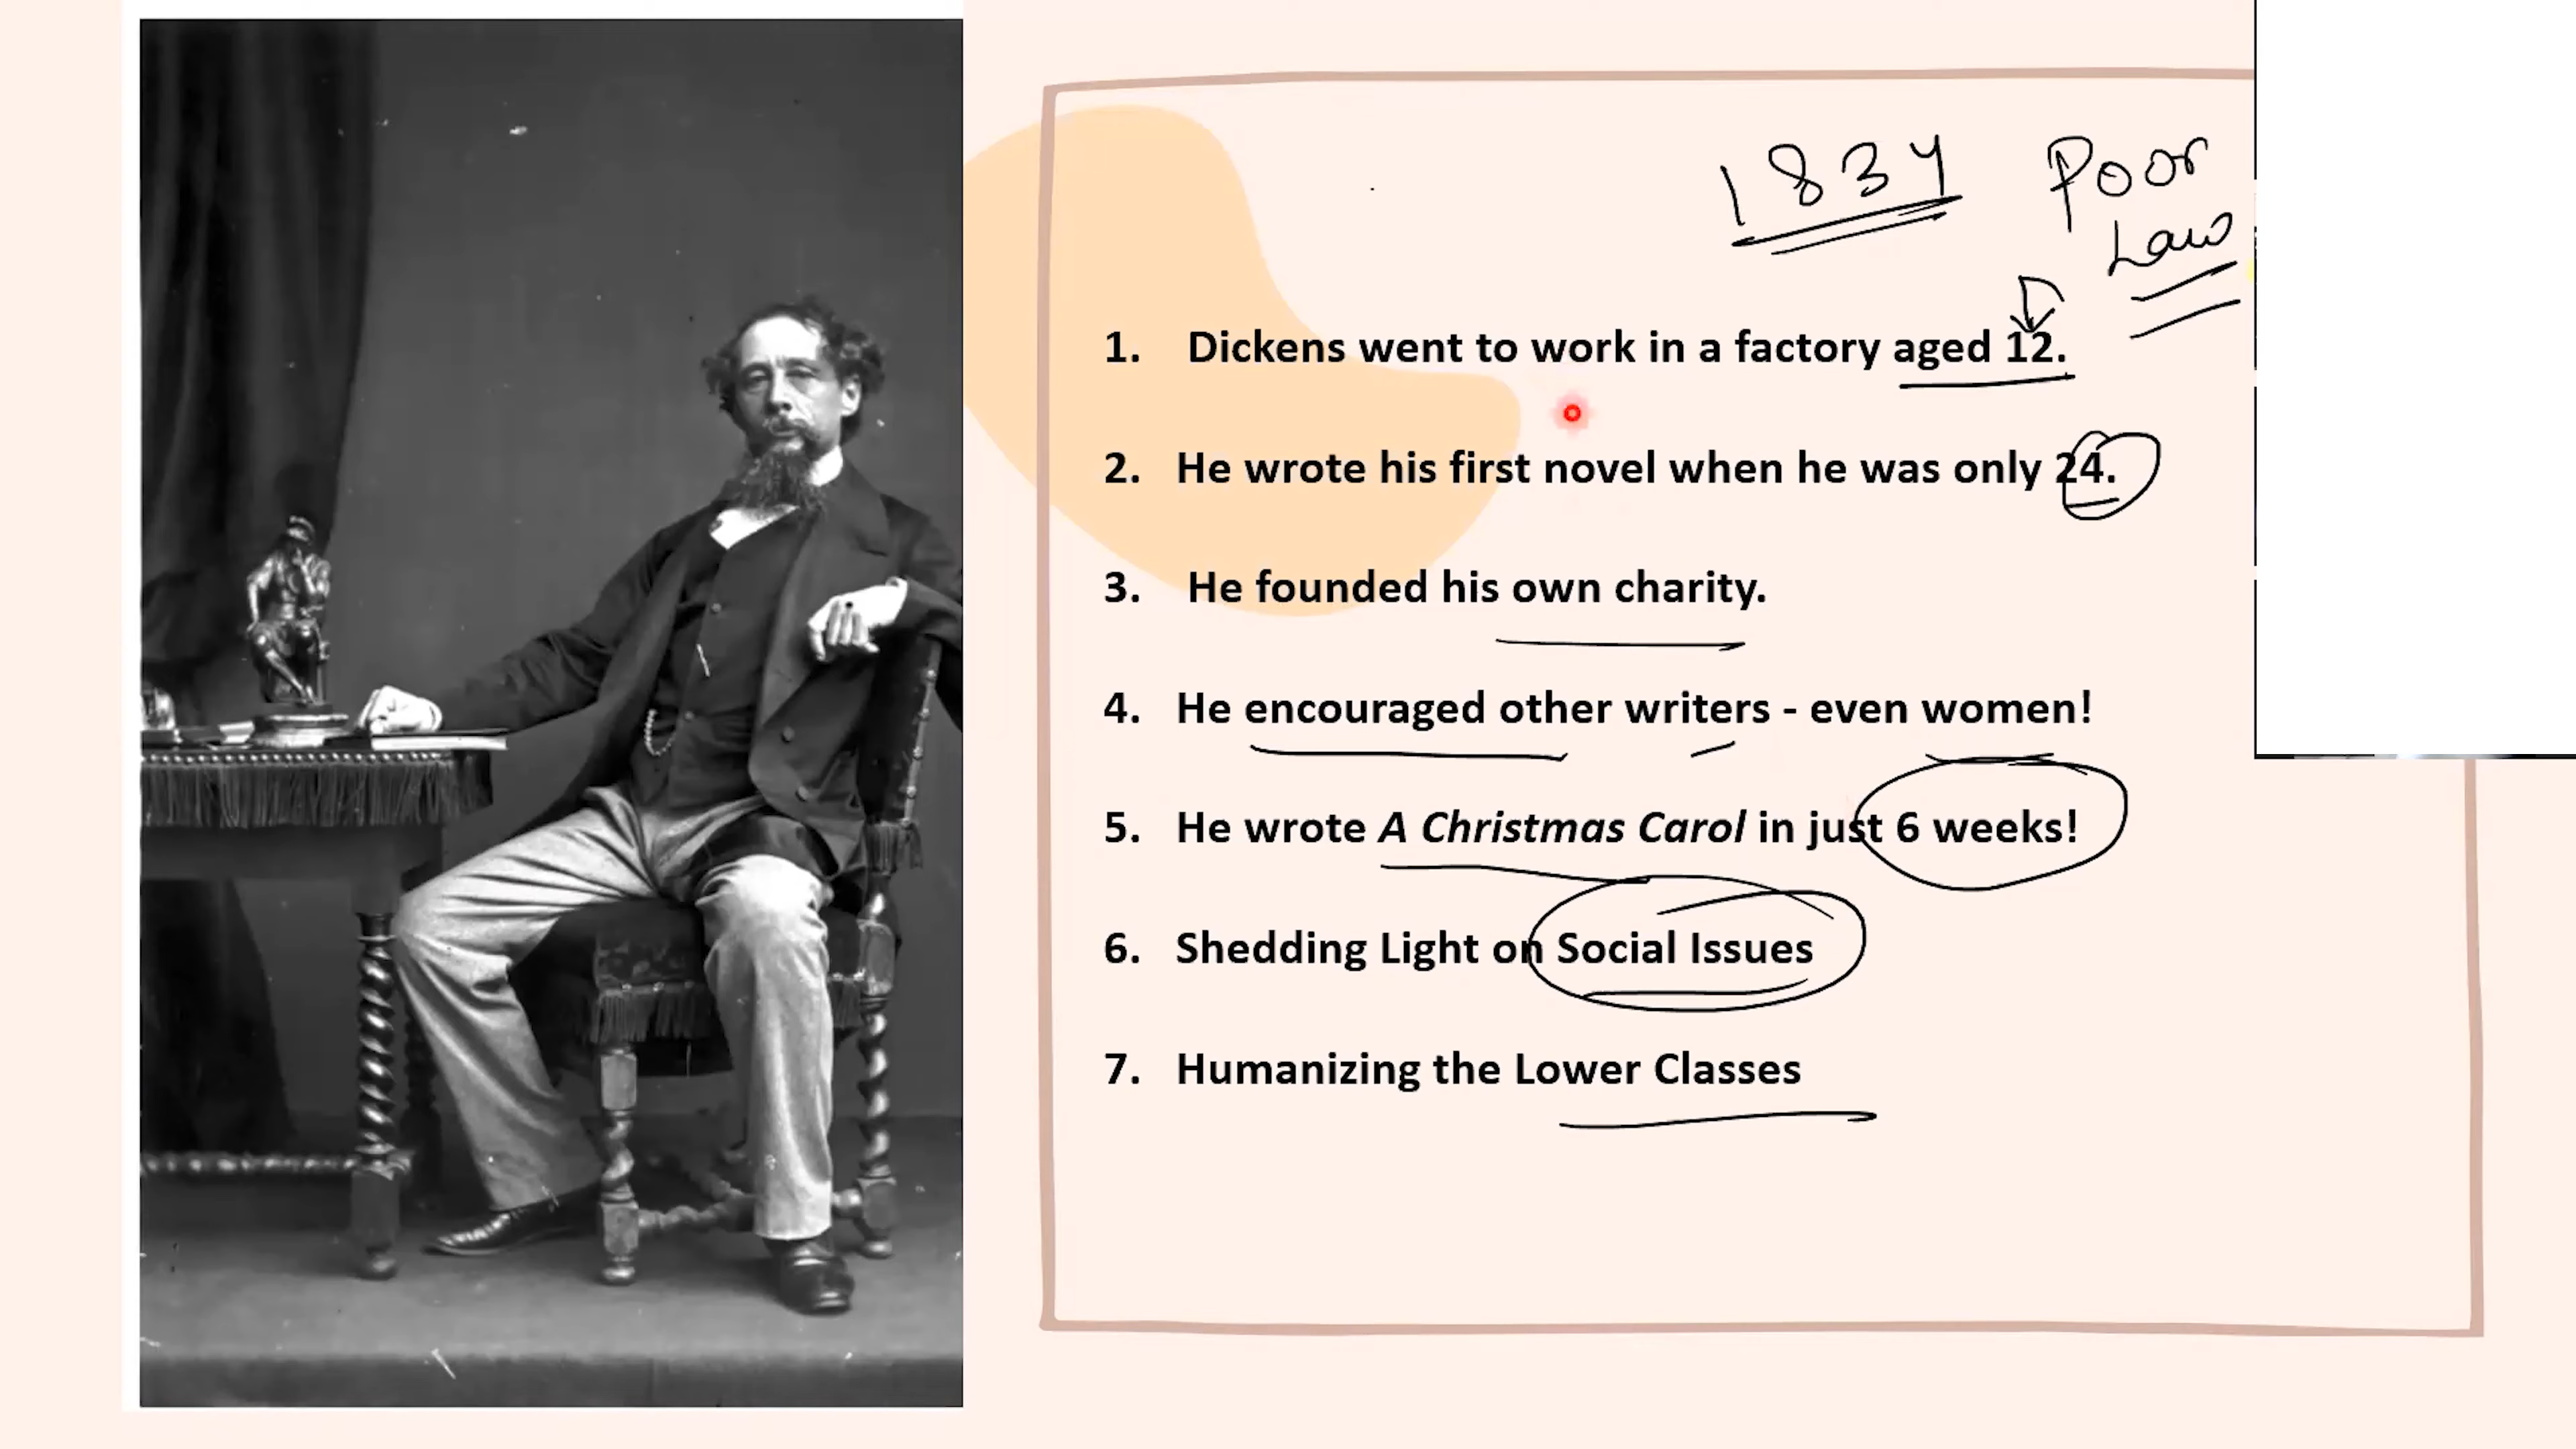 1834 Poor
Law
1. Dickens went to work in a factory aged 12.
2. He wrote his first novel when he was only 24.
3. He founded his own charity.
4. He encouraged other writers - even women!
5. He wrote A Christmas Carol in just 6 weeks!
6. Shedding Light on Social Issues
7. Humanizing the Lower Classes